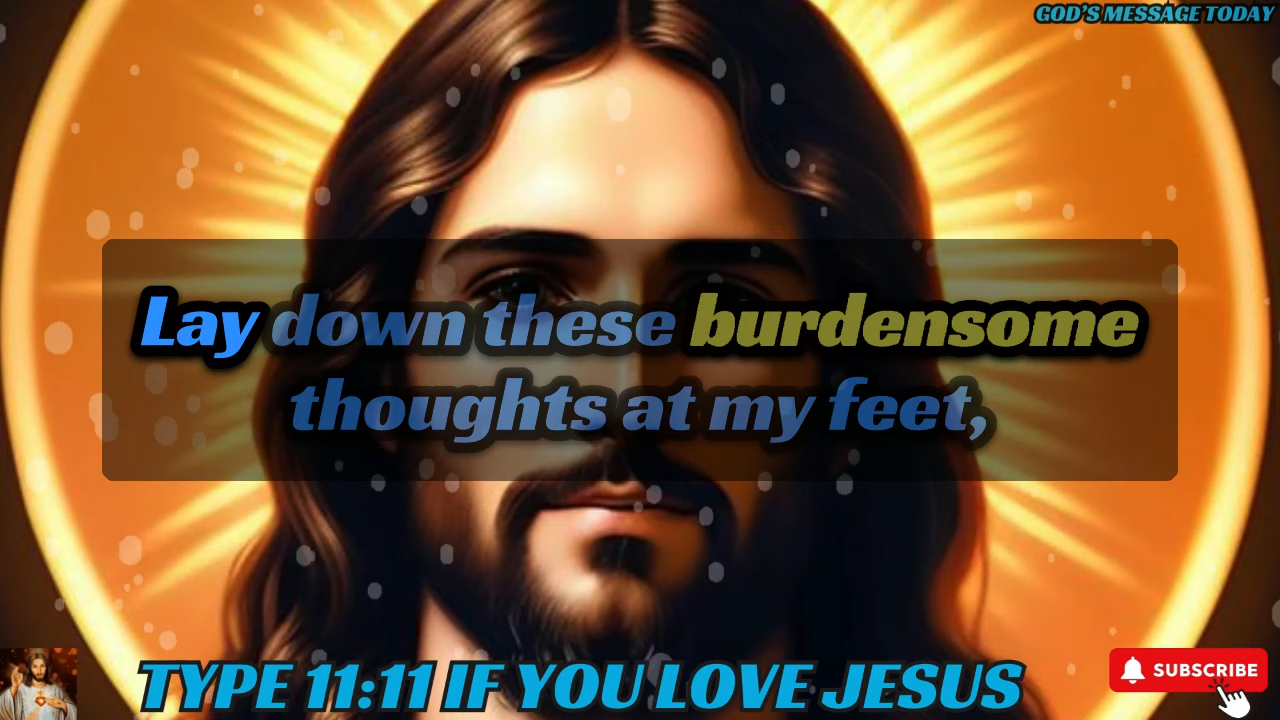 GOD'S MESSAGE TODAY
Lay down these burdensome
thoughts at my feet,
TYPE 11:11 IF YOU LOVE JESUS
SUBSCRIBE